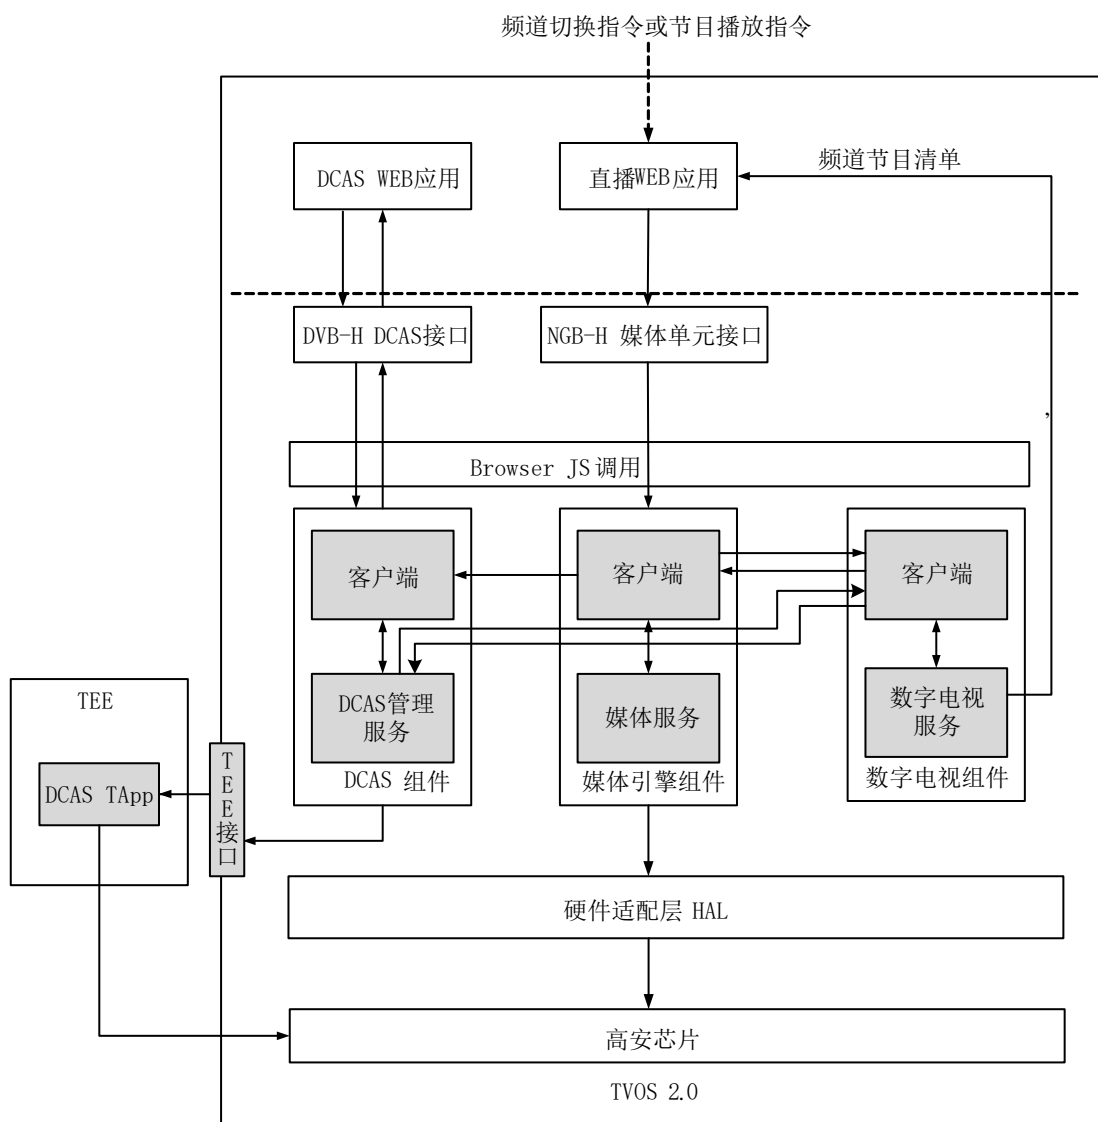 频道切换指令或节目播放指令
DCAS WEB应用
直播WEB应用
频道节目清单
DVB-H DCAS接口
NGB-H 媒体单元接口
,
Browser JS调用
客户端
客户端
客户端
DCAS管理
服务
媒体服务
数字电视
服务
DCAS 组件
媒体引擎组件
数字电视组件
TEE
DCAS TApp
T
E
E
接
口
硬件适配层 HAL
高安芯片
TVOS 2.0